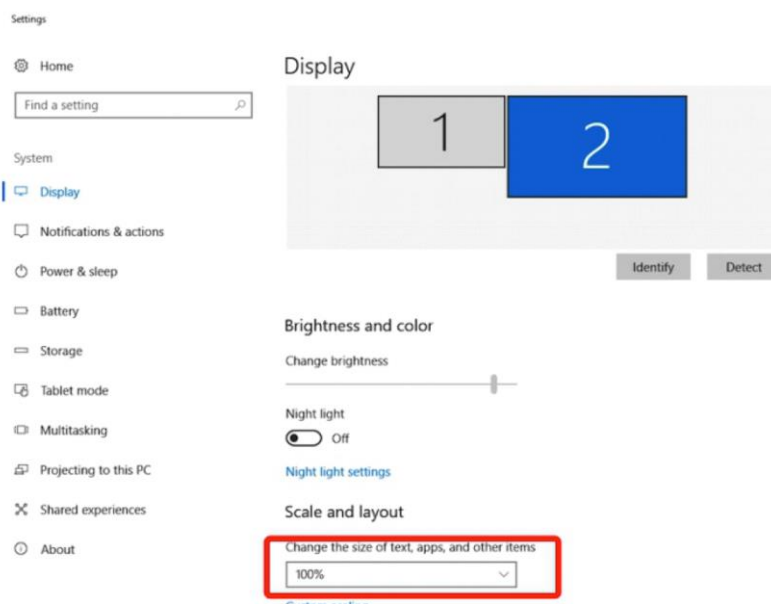 Settings
Home
Find a setting
System
Display
Notifications & actions
Power & sleep
Battery
Storage
Tablet mode
Multitasking
Projecting to this PC
Shared experiences
About
Display
1 2
Identify Detect
Brightness and color
Change brightness
Night light
Off
Night light settings
Scale and layout
Change the size of text, apps, and other items
100%